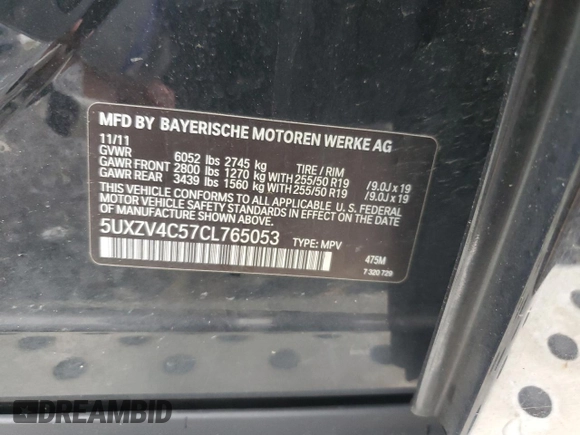 MFD BY BAYERISCHE MOTOREN WERKE AG
11/11
GVWR 6052 lbs 2745 kg TIRE / RIM
GAWR FRONT 2800 lbs 1270 kg WITH 255/50 R19 /9.0J x 19
GAWR REAR 3439 lbs 1560 kg WITH 255/50 R19 /9.0J x 19
THIS VEHICLE CONFORMS TO ALL APPLICABLE U. S. FEDERAL
MOTOR VEHICLE SAFETY STANDARDS IN EFFECT ON THE DATE
OF MANUFACTURE SHOWN ABOVE.
5UXZV4C57CL765053 TYPE: MPV
475M
7 320 729
DREAMBID